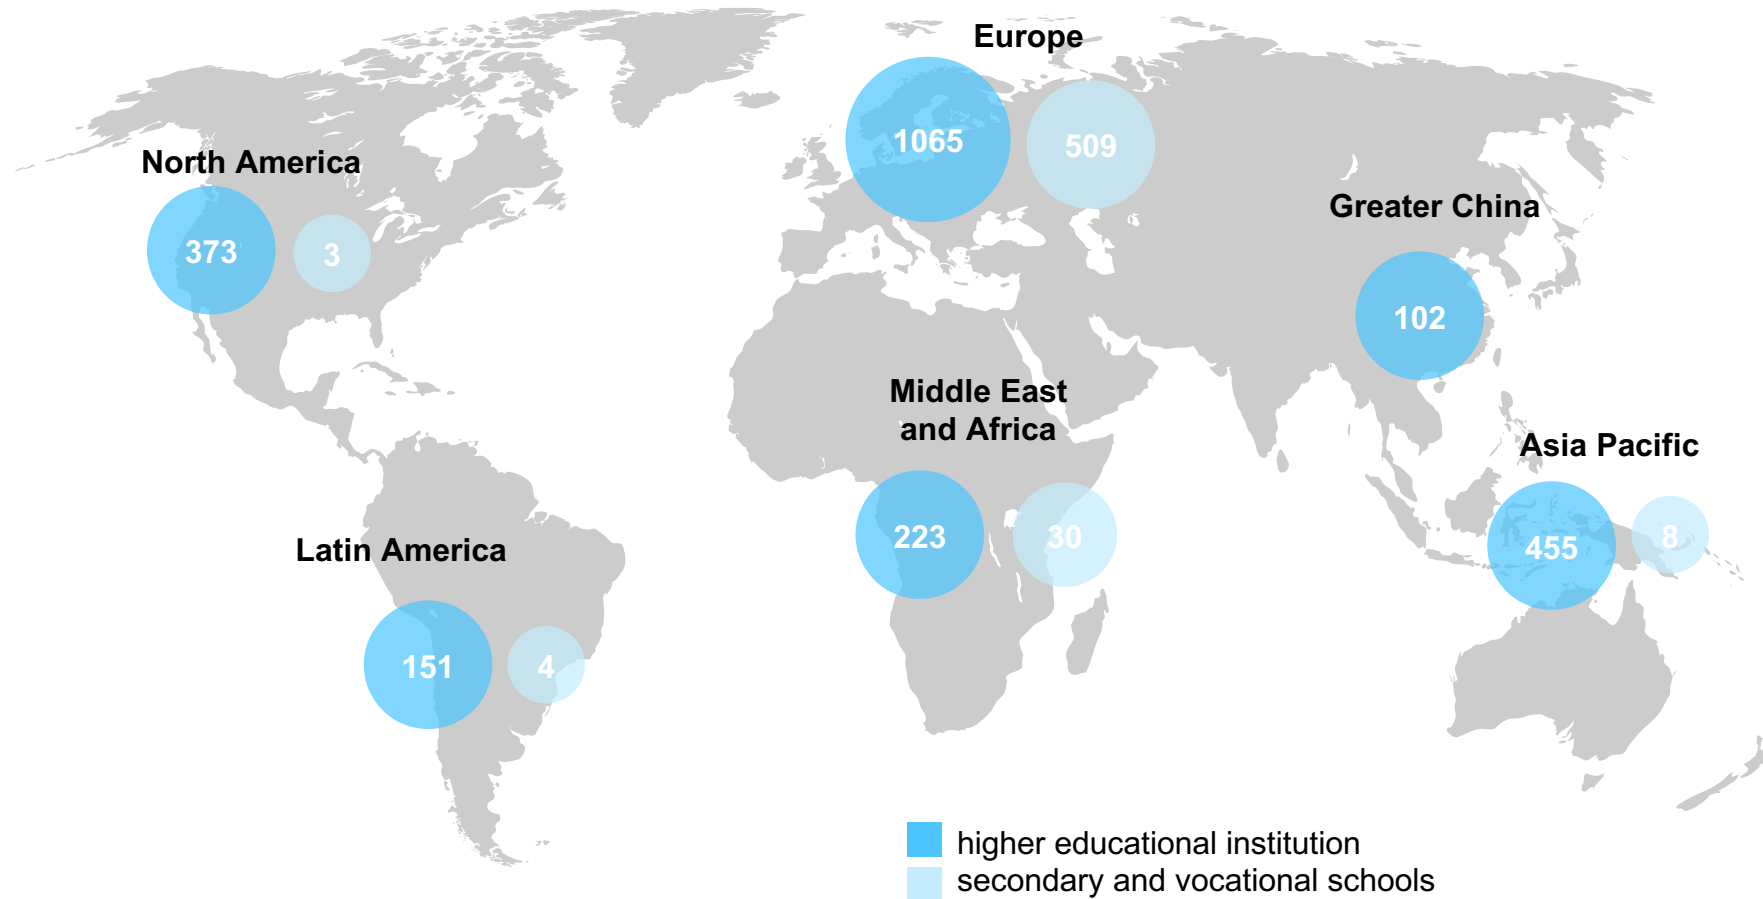 Europe
1065
509
North America
373
3
Greater China
102
Middle East
and Africa
223
30
Asia Pacific
455
8
Latin America
151
4
higher educational institution
secondary and vocational schools